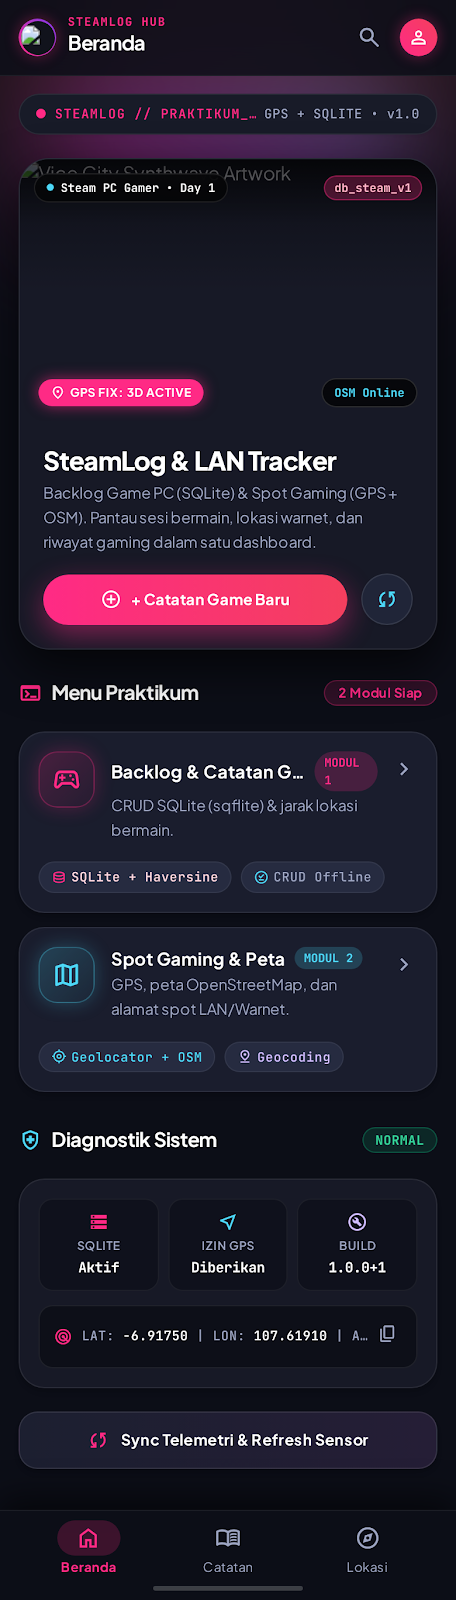 STEAMLOG HUB
Beranda
STEAMLOG // PRAKTIKUM_… GPS + SQLITE • v1.0
Vice City Synthwave Artwork
Steam PC Gamer • Day 1
db_steam_v1
GPS FIX: 3D ACTIVE
OSM Online
SteamLog & LAN Tracker
Backlog Game PC (SQLite) & Spot Gaming (GPS +
OSM). Pantau sesi bermain, lokasi warnet, dan
riwayat gaming dalam satu dashboard.
+ Catatan Game Baru
Menu Praktikum
2 Modul Siap
Backlog & Catatan G…
MODUL
1
CRUD SQLite (sqflite) & jarak lokasi
bermain.
SQLite + Haversine
CRUD Offline
Spot Gaming & Peta
MODUL 2
GPS, peta OpenStreetMap, dan
alamat spot LAN/Warnet.
Geolocator + OSM
Geocoding
Diagnostik Sistem
NORMAL
SQLITE
Aktif
IZIN GPS
Diberikan
BUILD
1.0.0+1
LAT: -6.91750 | LON: 107.61910 | A…
Sync Telemetri & Refresh Sensor
Beranda
Catatan
Lokasi